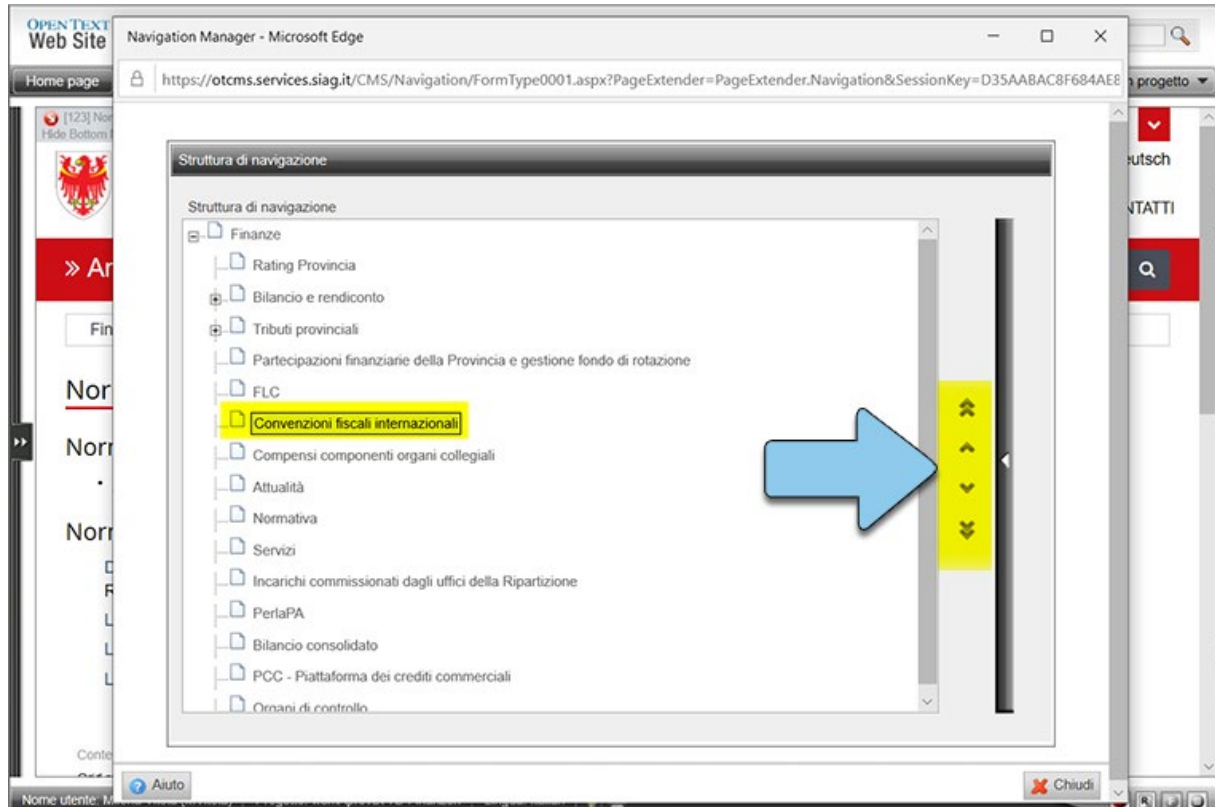 OPEN TEXT
Web Site
Navigation Manager - Microsoft Edge
Home page
https://otcms.services.siag.it/CMS/Navigation/FormType0001.aspx?PageExtender=PageExtender.Navigation&SessionKey=D35AABAC8F684AE8
n progetto
[123] Nor
Hide Bottom
Struttura di navigazione
eutsch
Struttura di navigazione
NTATTI
Finanze
Rating Provincia
» Ar
Bilancio e rendiconto
Fin
Tributi provinciali
Partecipazioni finanziarie della Provincia e gestione fondo di rotazione
Nor
FLC
Convenzioni fiscali internazionali
Norr
Compensi componenti organi collegiali
Attualità
Normativa
Norr
Servizi
Incarichi commissionati dagli uffici della Ripartizione
PerlaPA
Bilancio consolidato
PCC - Piattaforma dei crediti commerciali
Organi di controllo
Conte
Aiuto
Chiudi
Nome utente: M
R